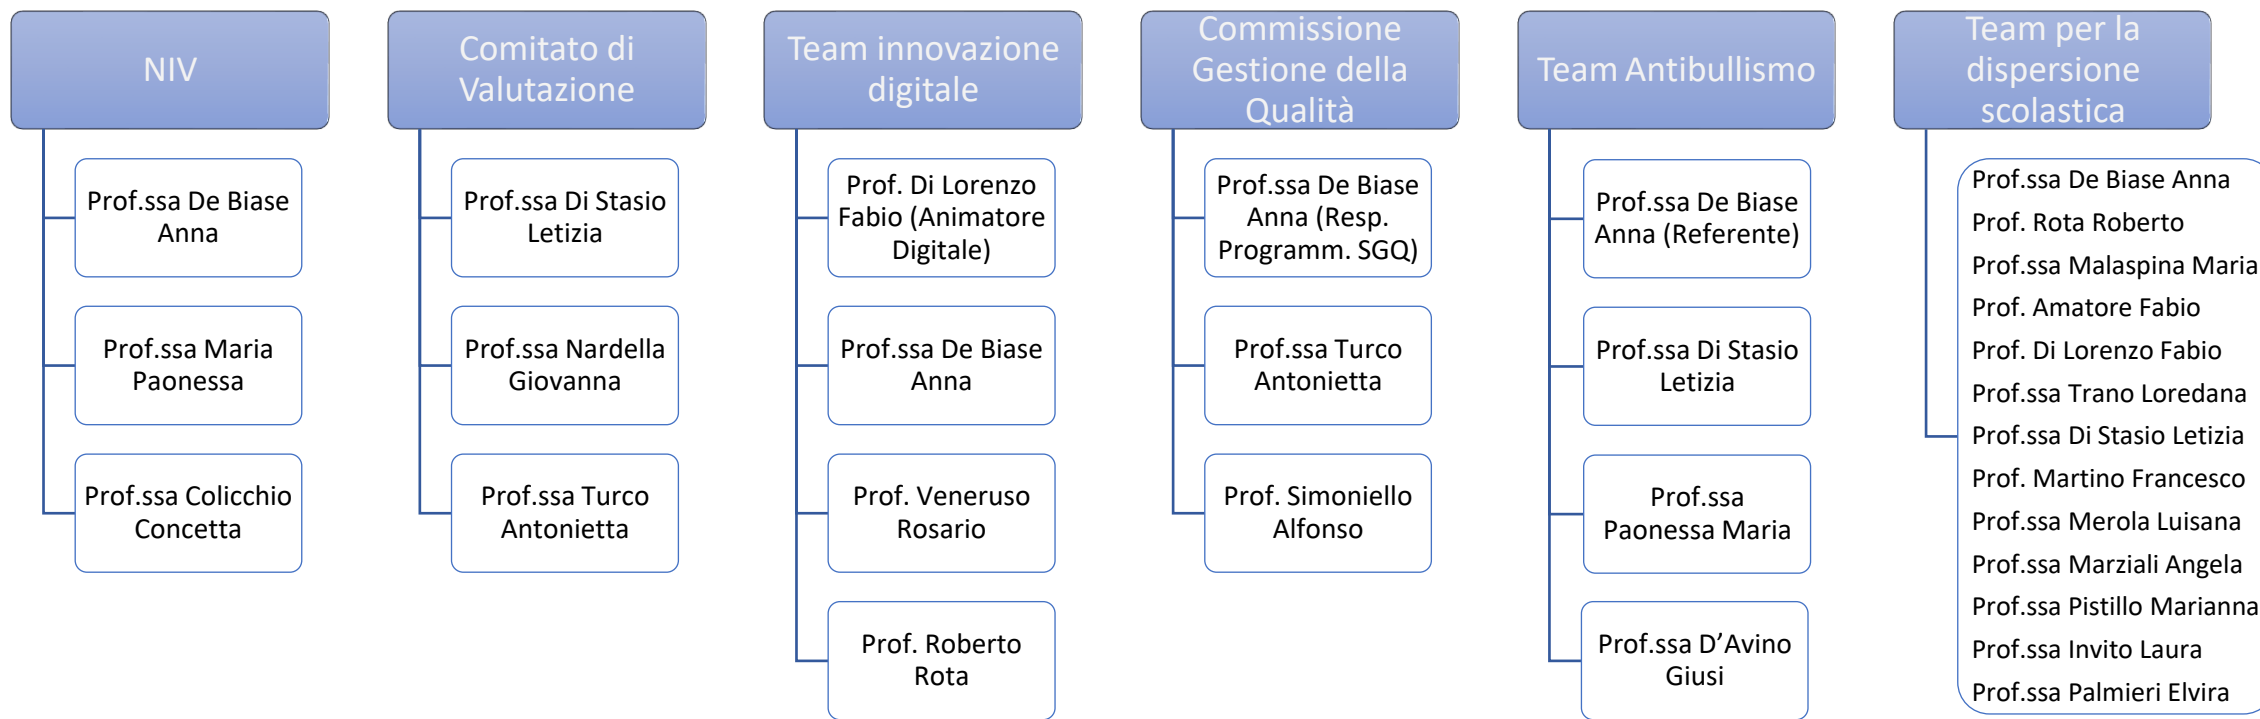 NIV
Prof.ssa De Biase
Anna
Prof.ssa Maria
Paonessa
Prof.ssa Colicchio
Concetta
Comitato di
Valutazione
Prof.ssa Di Stasio
Letizia
Prof.ssa Nardella
Giovanna
Prof.ssa Turco
Antonietta
Team innovazione
digitale
Prof. Di Lorenzo
Fabio (Animatore
Digitale)
Prof.ssa De Biase
Anna
Prof. Veneruso
Rosario
Prof. Roberto
Rota
Commissione
Gestione della
Qualità
Prof.ssa De Biase
Anna (Resp.
Programm. SGQ)
Prof.ssa Turco
Antonietta
Prof. Simoniello
Alfonso
Team Antibullismo
Prof.ssa De Biase
Anna (Referente)
Prof.ssa Di Stasio
Letizia
Prof.ssa
Paonessa Maria
Prof.ssa D’Avino
Giusi
Team per la
dispersione
scolastica
Prof.ssa De Biase Anna
Prof. Rota Roberto
Prof.ssa Malaspina Maria
Prof. Amatore Fabio
Prof. Di Lorenzo Fabio
Prof.ssa Trano Loredana
Prof.ssa Di Stasio Letizia
Prof. Martino Francesco
Prof.ssa Merola Luisana
Prof.ssa Marziali Angela
Prof.ssa Pistillo Marianna
Prof.ssa Invito Laura
Prof.ssa Palmieri Elvira